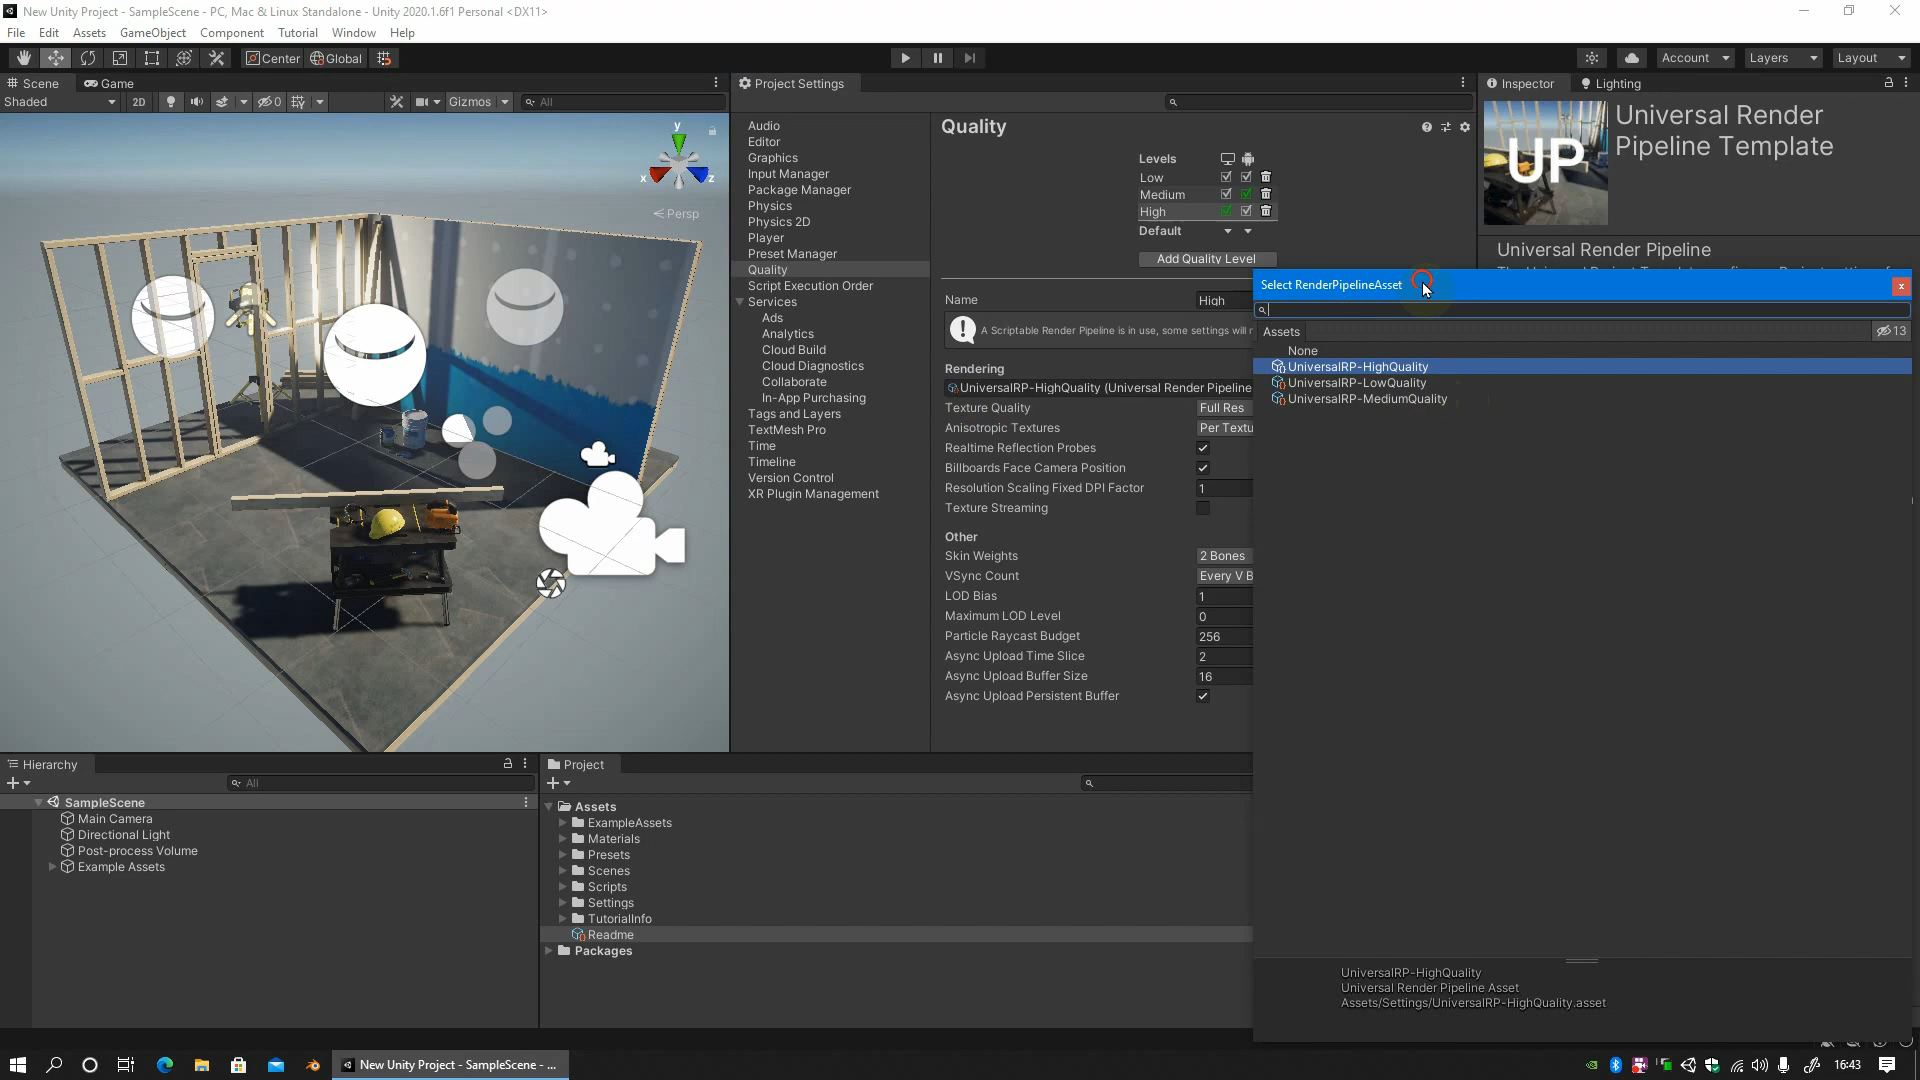 New Unity Project - SampleScene - PC, Mac & Linux Standalone - Unity 2020.1.6f1 Personal <DX11>
File Edit Assets GameObject Component Tutorial Window Help
Center Global
Account Layers Layout
Scene Game
Shaded 2D 0 Gizmos All
y
x z
Persp
Project Settings
Audio
Editor
Graphics
Input Manager
Package Manager
Physics
Physics 2D
Player
Preset Manager
Quality
Script Execution Order
Services
Ads
Analytics
Cloud Build
Cloud Diagnostics
Collaborate
In-App Purchasing
Tags and Layers
TextMesh Pro
Time
Timeline
Version Control
XR Plugin Management
Quality
Levels
Low
Medium
High
Default
Add Quality Level
Name High
A Scriptable Render Pipeline is in use, some settings will
Rendering
UniversalRP-HighQuality (Universal Render Pipeline
Texture Quality Full Res
Anisotropic Textures Per Textu
Realtime Reflection Probes
Billboards Face Camera Position
Resolution Scaling Fixed DPI Factor 1
Texture Streaming
Other
Skin Weights 2 Bones
VSync Count Every V B
LOD Bias 1
Maximum LOD Level 0
Particle Raycast Budget 256
Async Upload Time Slice 2
Async Upload Buffer Size 16
Async Upload Persistent Buffer
Inspector Lighting
UP
Universal Render
Pipeline Template
Universal Render Pipeline
Select RenderPipelineAsset
x
Assets 13
None
UniversalRP-HighQuality
UniversalRP-LowQuality
UniversalRP-MediumQuality
UniversalRP-HighQuality
Universal Render Pipeline Asset
Assets/Settings/UniversalRP-HighQuality.asset
Hierarchy
All
SampleScene
Main Camera
Directional Light
Post-process Volume
Example Assets
Project
Assets
ExampleAssets
Materials
Presets
Scenes
Scripts
Settings
TutorialInfo
Readme
Packages
New Unity Project - SampleScene - ...
16:43